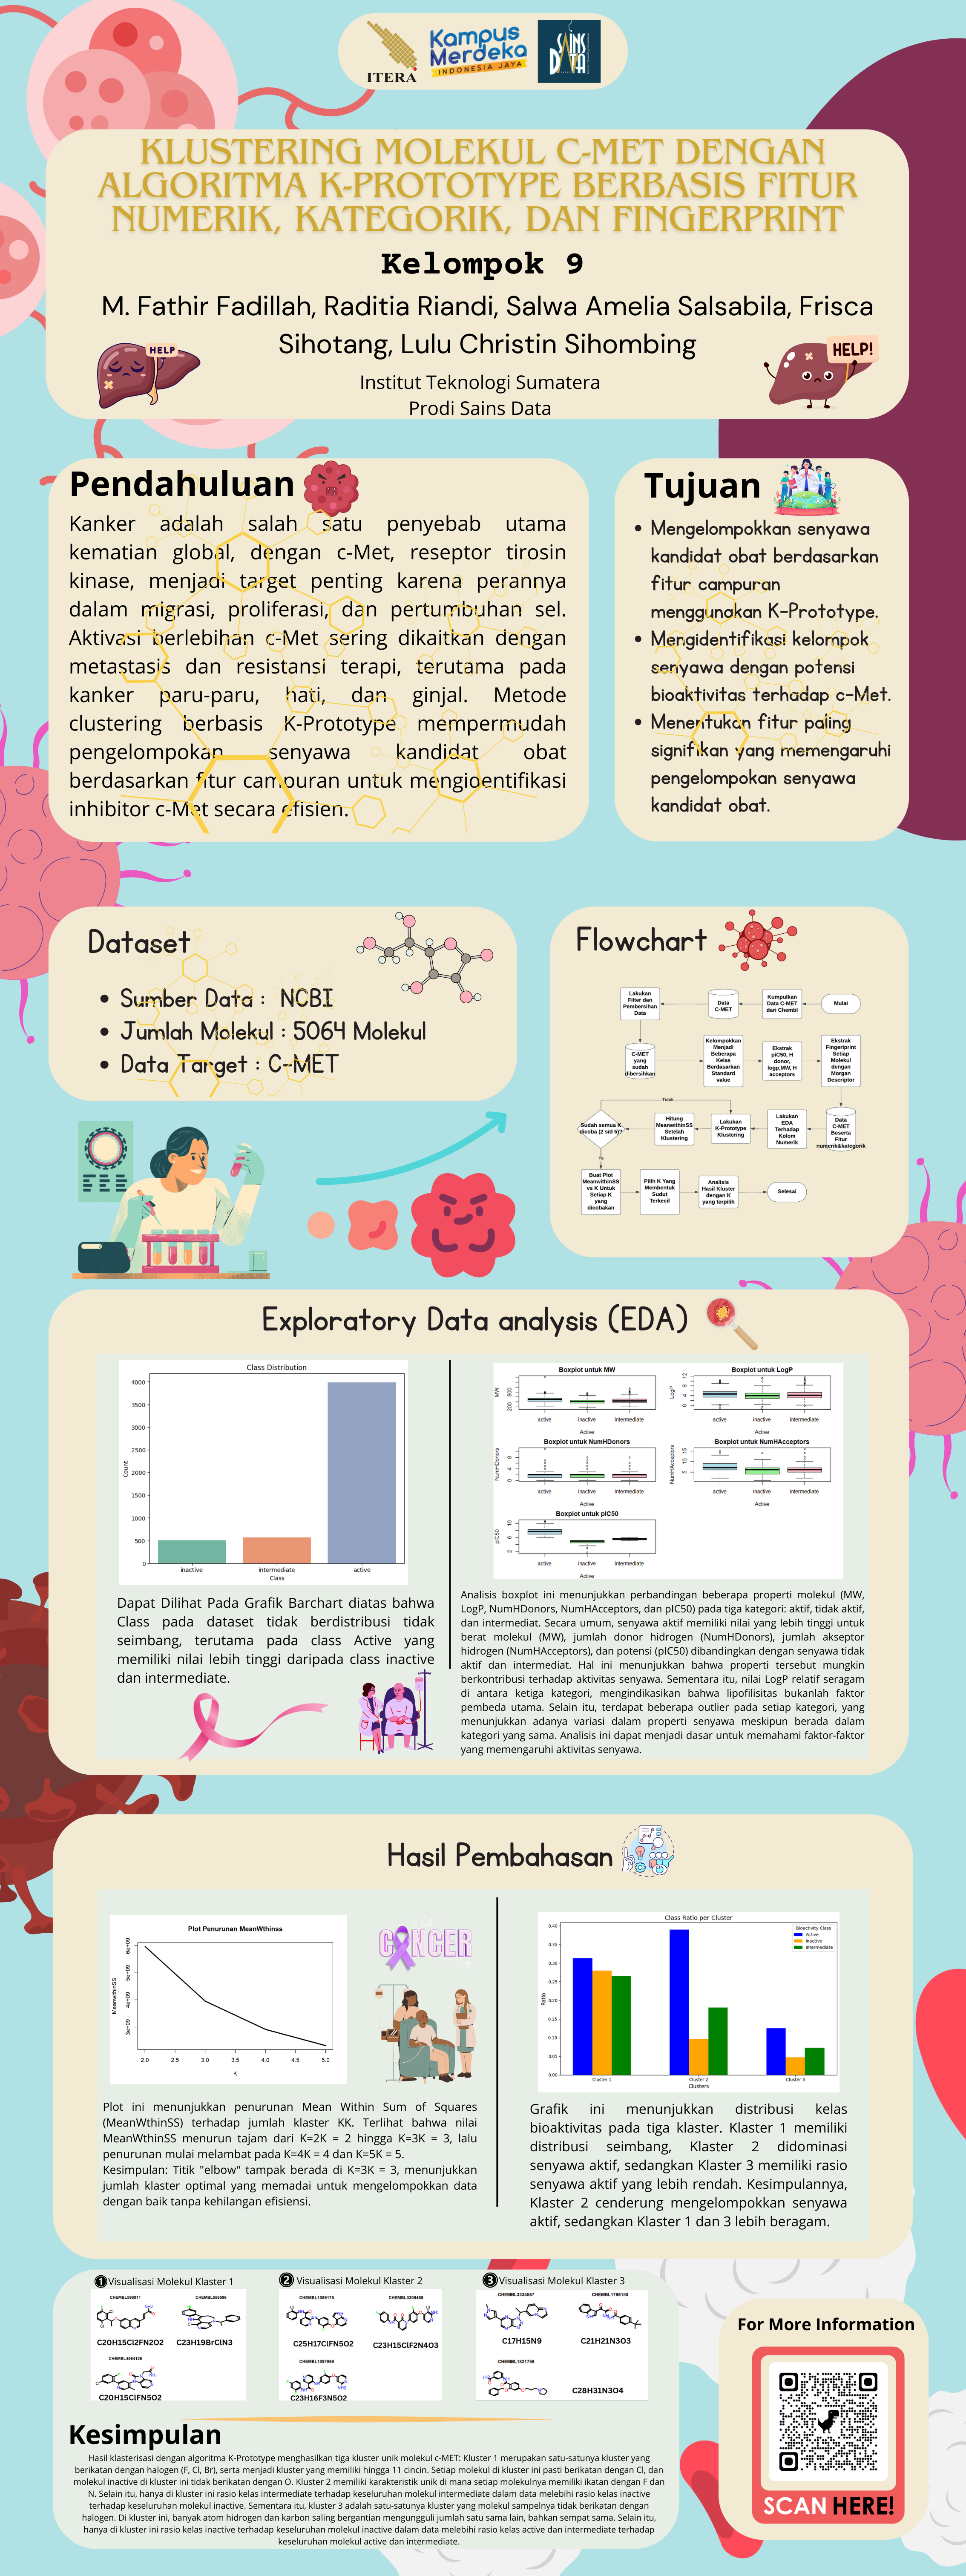 ITERA
Kampus
Merdeka
INDONESIA JAYA
SAINS
DATA
KLUSTERING MOLEKUL C-MET DENGAN
ALGORITMA K-PROTOTYPE BERBASIS FITUR
NUMERIK, KATEGORIK, DAN FINGERPRINT
Kelompok 9
M. Fathir Fadillah, Raditia Riandi, Salwa Amelia Salsabila, Frisca
Sihotang, Lulu Christin Sihombing
Institut Teknologi Sumatera
Prodi Sains Data
HELP
HELP!
Pendahuluan
Kanker adalah salah satu penyebab utama
kematian global, dengan c-Met, reseptor tirosin
kinase, menjadi target penting karena perannya
dalam migrasi, proliferasi, dan pertumbuhan sel.
Aktivasi berlebihan c-Met sering dikaitkan dengan
metastasis dan resistansi terapi, terutama pada
kanker paru-paru, hati, dan ginjal. Metode
clustering berbasis K-Prototype mempermudah
pengelompokan senyawa kandidat obat
berdasarkan fitur campuran untuk mengidentifikasi
inhibitor c-Met secara efisien.
Tujuan
• Mengelompokkan senyawa
kandidat obat berdasarkan
fitur campuran
menggunakan K-Prototype.
• Mengidentifikasi kelompok
senyawa dengan potensi
bioaktivitas terhadap c-Met.
• Menentukan fitur paling
signifikan yang memengaruhi
pengelompokan senyawa
kandidat obat.
Dataset
• Sumber Data : NCBI
• Jumlah Molekul : 5064 Molekul
• Data Target : C-MET
Flowchart
Lakukan
Filter dan
Pembersihan
Data
Data
C-MET
Kumpulkan
Data C-MET
dari Chembl
Mulai
C-MET
yang
sudah
dibersihkan
Kelompokkan
Menjadi
Beberapa
Kelas
Berdasarkan
Standard
value
Ekstrak
piC50, H
donor,
logp,MW, H
acceptors
Ekstrak
Fingeriprint
Setiap
Molekul
dengan
Morgan
Descriptor
Tidak
Sudah semua K
dicoba (2 s/d 5)?
Hitung
MeanwithinSS
Setelah
Klustering
Lakukan
K-Prototype
Klustering
Lakukan
EDA
Terhadap
Kolom
Numerik
Data
C-MET
Beserta
Fitur
numerik&kategorik
Ya
Buat Plot
MeanwithinSS
vs K Untuk
Setiap K
yang
dicobakan
Pilih K Yang
Membentuk
Sudut
Terkecil
Analisis
Hasil Kluster
dengan K
yang terpilih
Selesai
Exploratory Data analysis (EDA)
Class Distribution
4000
3500
3000
2500
2000
1500
1000
500
0
Count
inactive intermediate active
Class
Boxplot untuk MW
MW
200 800
active inactive intermediate
Active
Boxplot untuk LogP
LogP
0 4 8 12
active inactive intermediate
Active
Boxplot untuk NumHDonors
NumHDonors
0 4 8
active inactive intermediate
Active
Boxplot untuk NumHAcceptors
NumHAcceptors
5 10 15
active inactive intermediate
Active
Boxplot untuk pIC50
pIC50
2 6 10
active inactive intermediate
Active
Dapat Dilihat Pada Grafik Barchart diatas bahwa
Class pada dataset tidak berdistribusi tidak
seimbang, terutama pada class Active yang
memiliki nilai lebih tinggi daripada class inactive
dan intermediate.
Analisis boxplot ini menunjukkan perbandingan beberapa properti molekul (MW,
LogP, NumHDonors, NumHAcceptors, dan pIC50) pada tiga kategori: aktif, tidak aktif,
dan intermediat. Secara umum, senyawa aktif memiliki nilai yang lebih tinggi untuk
berat molekul (MW), jumlah donor hidrogen (NumHDonors), jumlah akseptor
hidrogen (NumHAcceptors), dan potensi (pIC50) dibandingkan dengan senyawa tidak
aktif dan intermediat. Hal ini menunjukkan bahwa properti tersebut mungkin
berkontribusi terhadap aktivitas senyawa. Sementara itu, nilai LogP relatif seragam
di antara ketiga kategori, mengindikasikan bahwa lipofilisitas bukanlah faktor
pembeda utama. Selain itu, terdapat beberapa outlier pada setiap kategori, yang
menunjukkan adanya variasi dalam properti senyawa meskipun berada dalam
kategori yang sama. Analisis ini dapat menjadi dasar untuk memahami faktor-faktor
yang memengaruhi aktivitas senyawa.
Hasil Pembahasan
Plot Penurunan MeanWthinss
MeanwithinSS
6e+09
5e+09
4e+09
3e+09
2.0 2.5 3.0 3.5 4.0 4.5 5.0
K
CANCER
Class Ratio per Cluster
Bioactivity Class
Active
Inactive
Intermediate
0.40
0.35
0.30
0.25
0.20
0.15
0.10
0.05
0.00
Ratio
Cluster 1 Cluster 2 Cluster 3
Clusters
Plot ini menunjukkan penurunan Mean Within Sum of Squares
(MeanWthinSS) terhadap jumlah klaster KK. Terlihat bahwa nilai
MeanWthinSS menurun tajam dari K=2K = 2 hingga K=3K = 3, lalu
penurunan mulai melambat pada K=4K = 4 dan K=5K = 5.
Kesimpulan: Titik "elbow" tampak berada di K=3K = 3, menunjukkan
jumlah klaster optimal yang memadai untuk mengelompokkan data
dengan baik tanpa kehilangan efisiensi.
Grafik ini menunjukkan distribusi kelas
bioaktivitas pada tiga klaster. Klaster 1 memiliki
distribusi seimbang, Klaster 2 didominasi
senyawa aktif, sedangkan Klaster 3 memiliki rasio
senyawa aktif yang lebih rendah. Kesimpulannya,
Klaster 2 cenderung mengelompokkan senyawa
aktif, sedangkan Klaster 1 dan 3 lebih beragam.
1 Visualisasi Molekul Klaster 1
C20H15Cl2FN2O2
C23H19BrClN3
C20H15ClFN5O2
2 Visualisasi Molekul Klaster 2
C25H17ClFN5O2
C23H15ClF2N4O3
C23H16F3N5O2
3 Visualisasi Molekul Klaster 3
C17H15N9
C21H21N3O3
C28H31N3O4
Kesimpulan
Hasil klasterisasi dengan algoritma K-Prototype menghasilkan tiga kluster unik molekul c-MET: Kluster 1 merupakan satu-satunya kluster yang
berikatan dengan halogen (F, Cl, Br), serta menjadi kluster yang memiliki hingga 11 cincin. Setiap molekul di kluster ini pasti berikatan dengan Cl, dan
molekul inactive di kluster ini tidak berikatan dengan O. Kluster 2 memiliki karakteristik unik di mana setiap molekulnya memiliki ikatan dengan F dan
N. Selain itu, hanya di kluster ini rasio kelas intermediate terhadap keseluruhan molekul intermediate dalam data melebihi rasio kelas inactive
terhadap keseluruhan molekul inactive. Sementara itu, kluster 3 adalah satu-satunya kluster yang molekul sampelnya tidak berikatan dengan
halogen. Di kluster ini, banyak atom hidrogen dan karbon saling bergantian mengungguli jumlah satu sama lain, bahkan sempat sama. Selain itu,
hanya di kluster ini rasio kelas inactive terhadap keseluruhan molekul inactive dalam data melebihi rasio kelas active dan intermediate terhadap
keseluruhan molekul active dan intermediate.
For More Information
SCAN HERE!